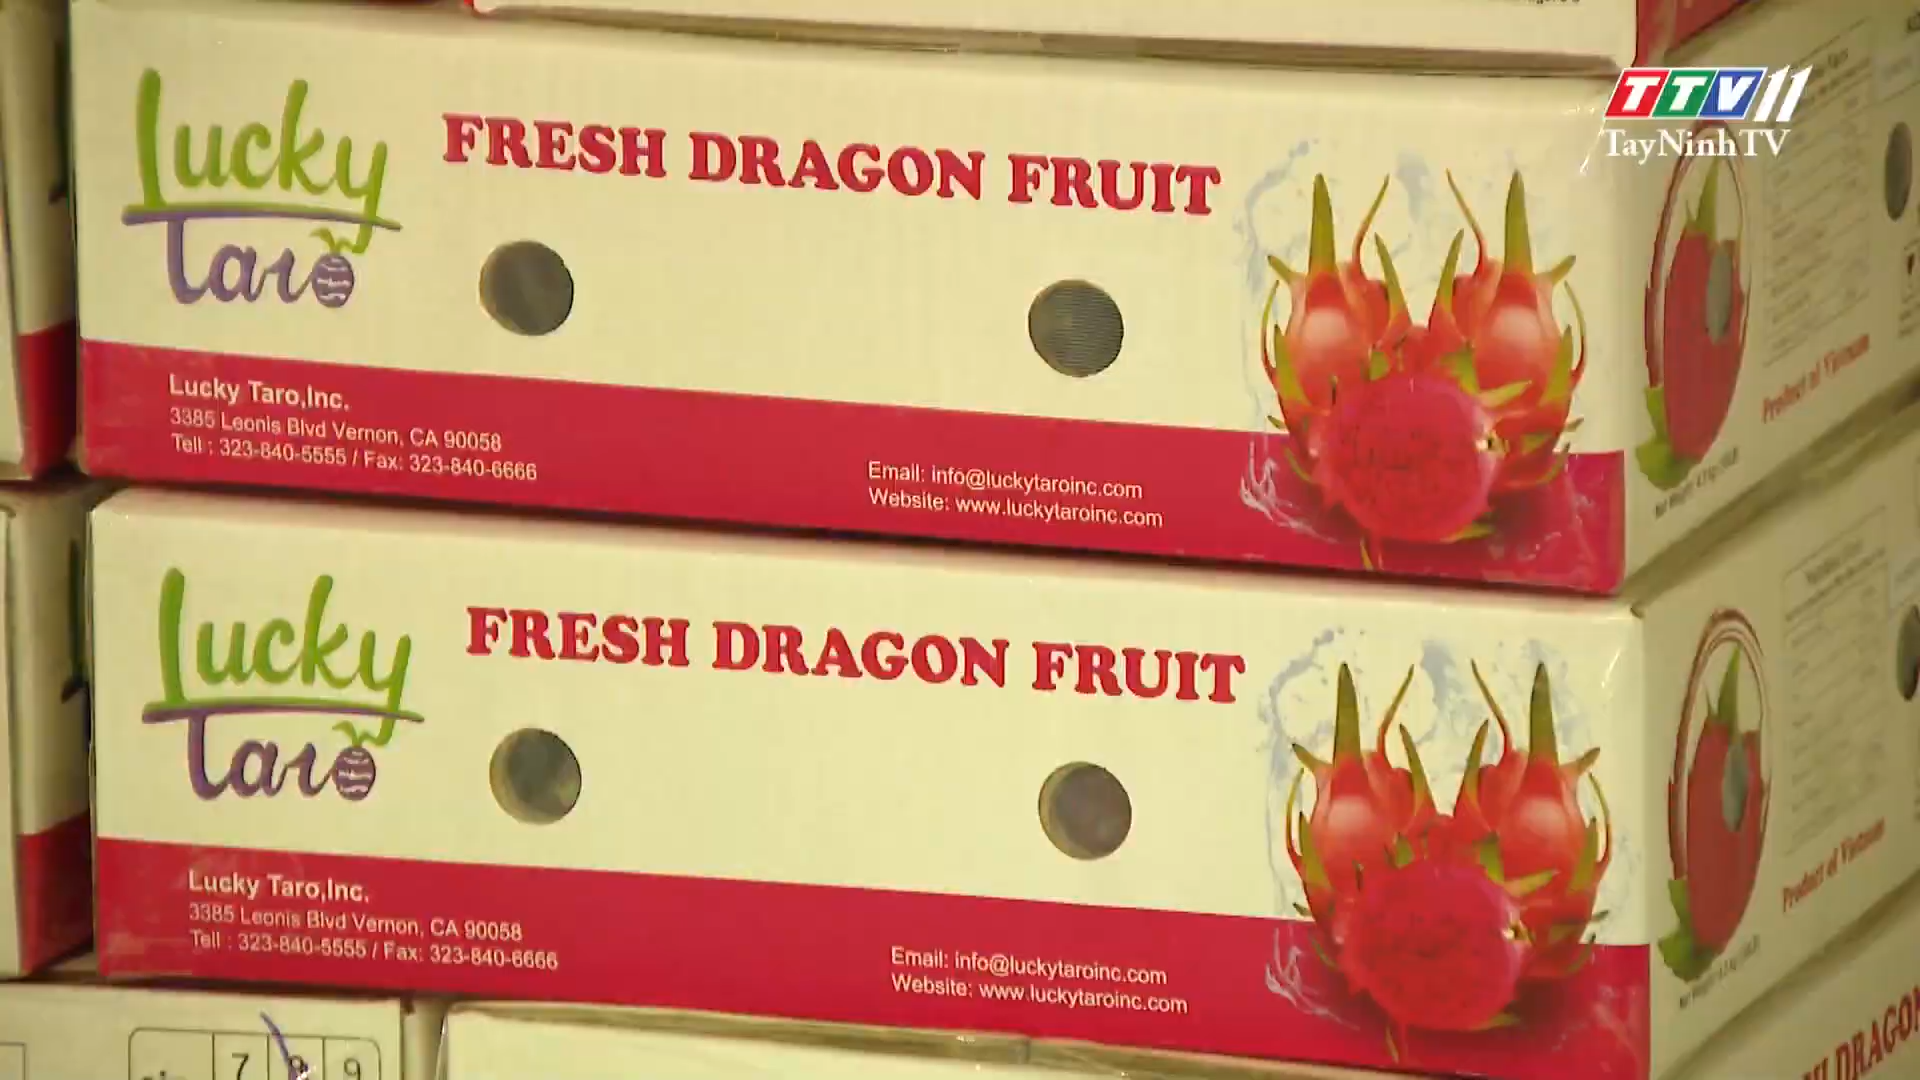 TTV11
TayNinhTV
Lucky
Taro
FRESH DRAGON FRUIT
Lucky Taro,Inc.
3385 Leonis Blvd Vernon, CA 90058
Tell : 323-840-5555 / Fax: 323-840-6666
Email: info@luckytaroinc.com
Website: www.luckytaroinc.com
Product of Vietnam
Lucky
Taro
FRESH DRAGON FRUIT
Lucky Taro,Inc.
3385 Leonis Blvd Vernon, CA 90058
Tell : 323-840-5555 / Fax: 323-840-6666
Email: info@luckytaroinc.com
Website: www.luckytaroinc.com
Product of Vietnam
7 8 9
DRAGON